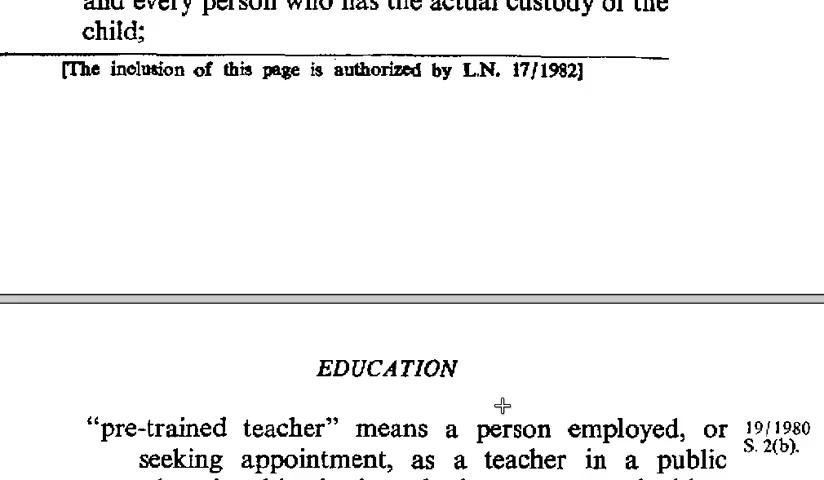 and every person who has the actual custody of the
child;
[The inclusion of this page is authorized by L.N. 17/1982]
EDUCATION
“pre-trained teacher” means a person employed, or 19/1980
seeking appointment, as a teacher in a public S. 2(b).